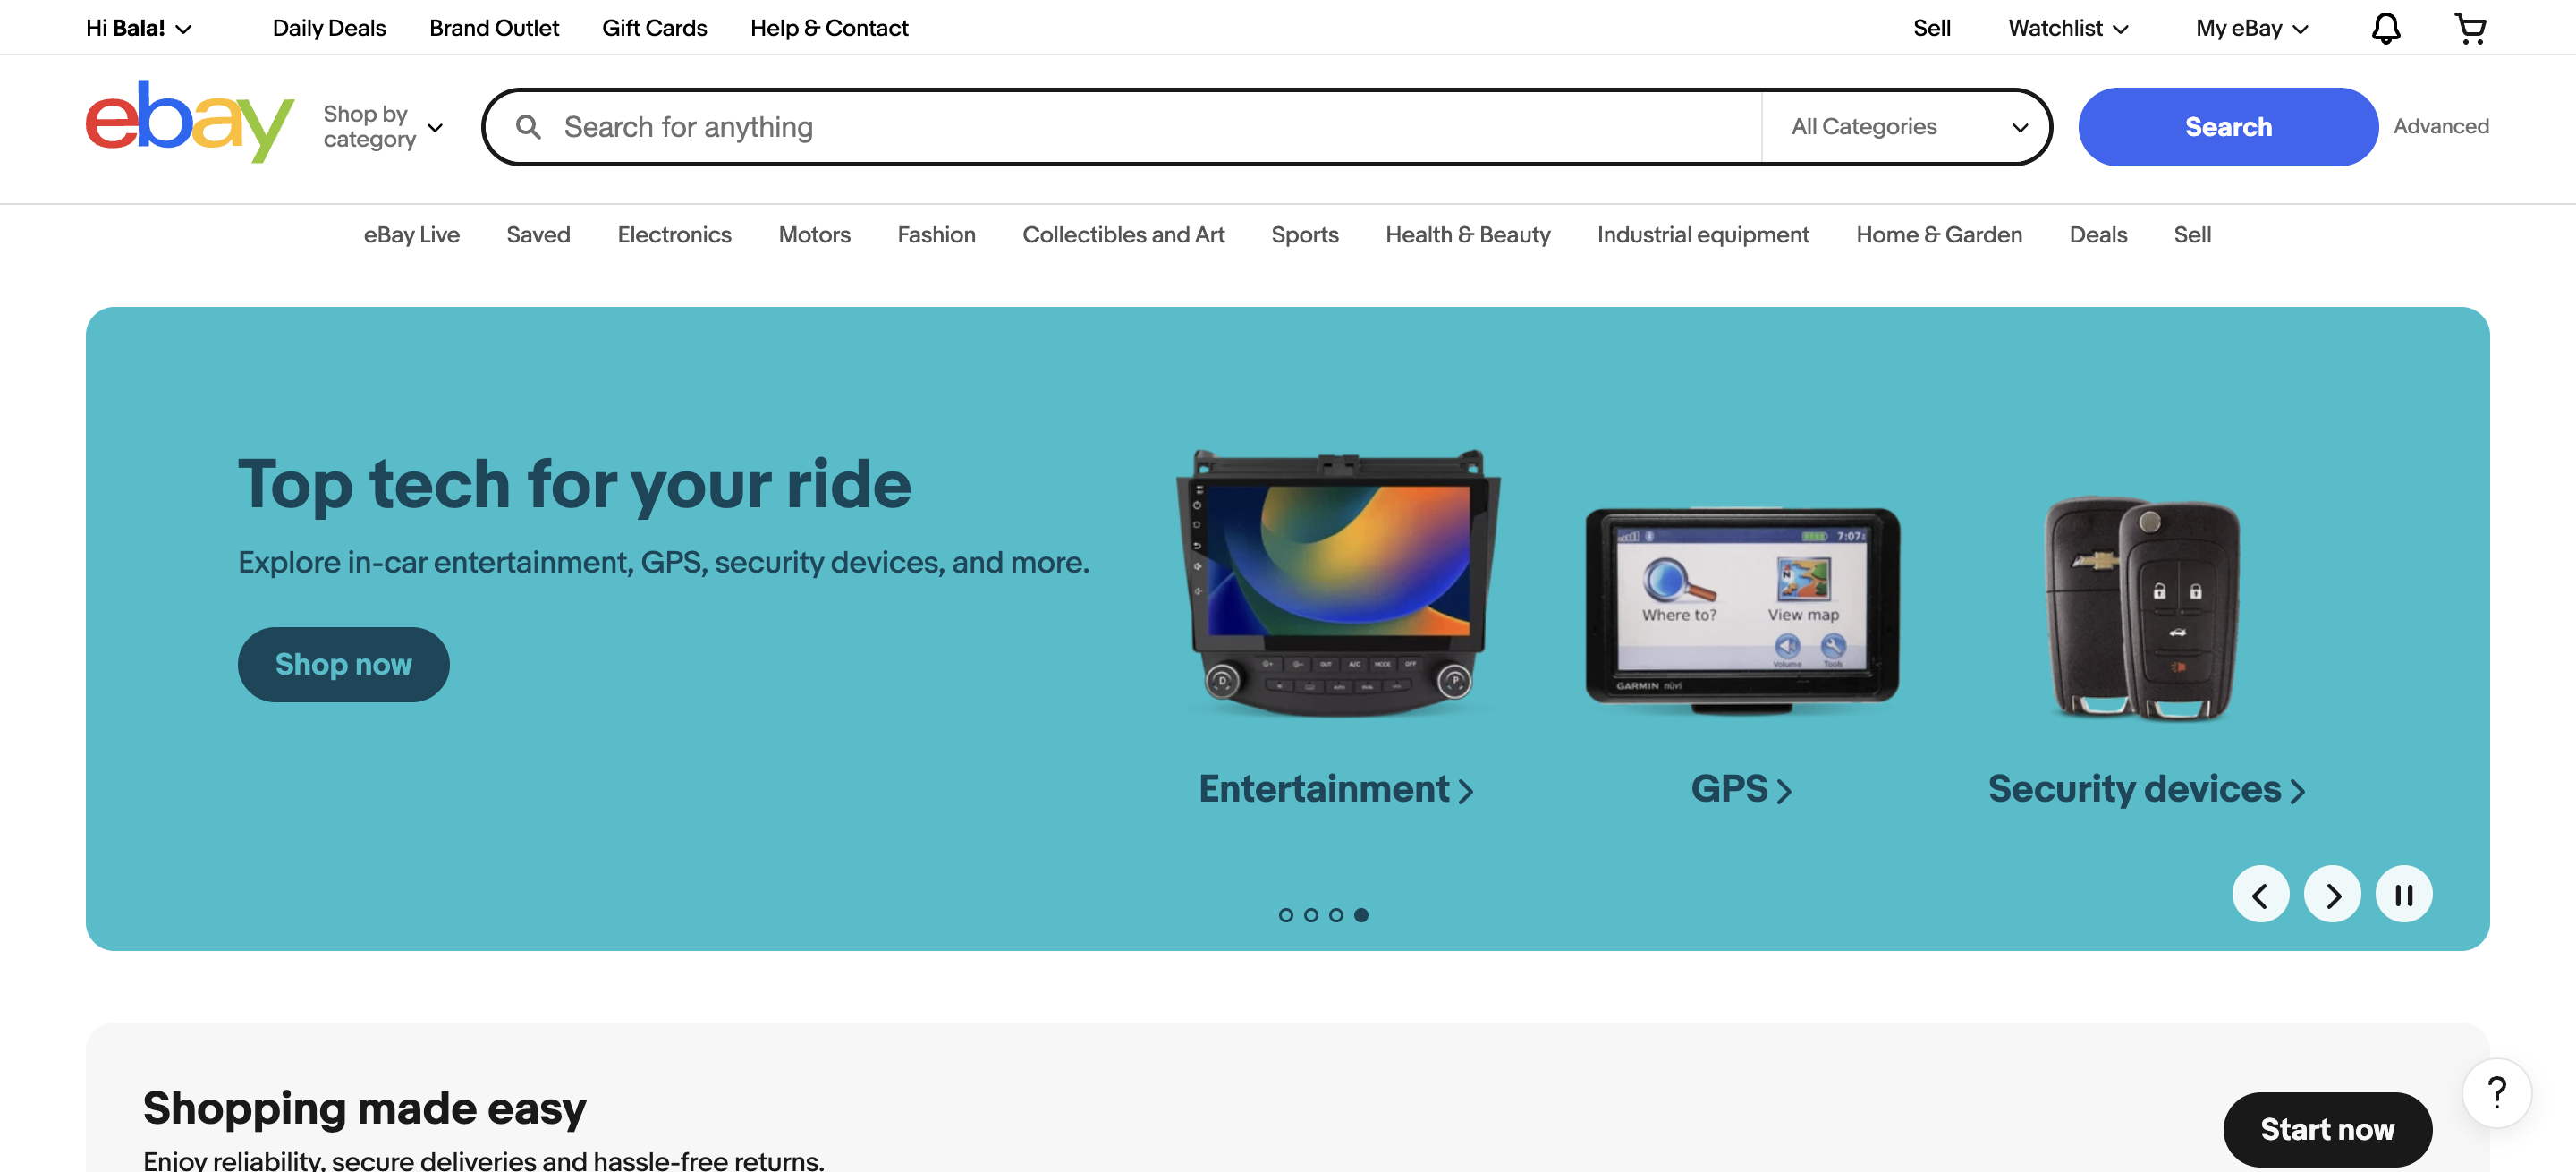 Hi Bala!
Daily Deals
Brand Outlet
Gift Cards
Help & Contact
Sell
Watchlist
My eBay
ebay
Shop by
category
Search for anything
All Categories
Search
Advanced
eBay Live
Saved
Electronics
Motors
Fashion
Collectibles and Art
Sports
Health & Beauty
Industrial equipment
Home & Garden
Deals
Sell
Top tech for your ride
Explore in-car entertainment, GPS, security devices, and more.
Shop now
D
OUT
A/C
MODE
OFF
AUTO
P
7:07
Where to?
View map
N
Volume
Tools
GARMIN nüvi
Entertainment
GPS
Security devices
Shopping made easy
Enjoy reliability, secure deliveries and hassle-free returns.
Start now
?